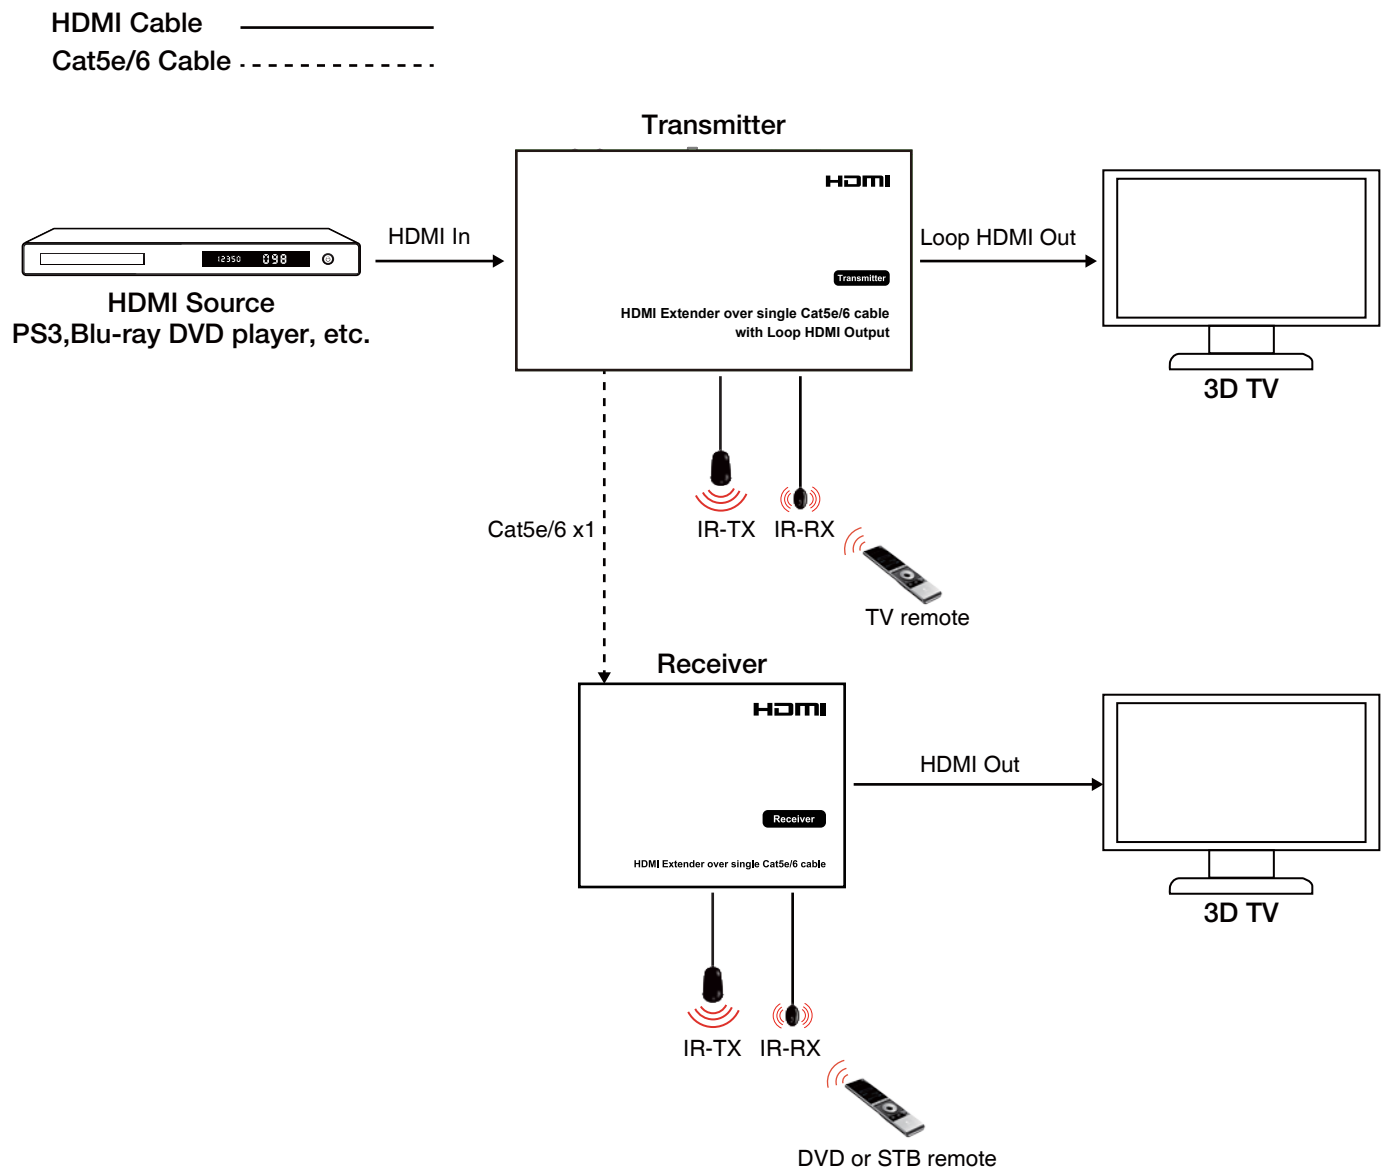 HDMI Cable
Cat5e/6 Cable
Transmitter
HDMI
HDMI In
Loop HDMI Out
12350 098
Transmitter
HDMI Source
PS3,Blu-ray DVD player, etc.
HDMI Extender over single Cat5e/6 cable
with Loop HDMI Output
3D TV
Cat5e/6 x1
IR-TX IR-RX
TV remote
Receiver
HDMI
HDMI Out
Receiver
HDMI Extender over single Cat5e/6 cable
3D TV
IR-TX IR-RX
DVD or STB remote